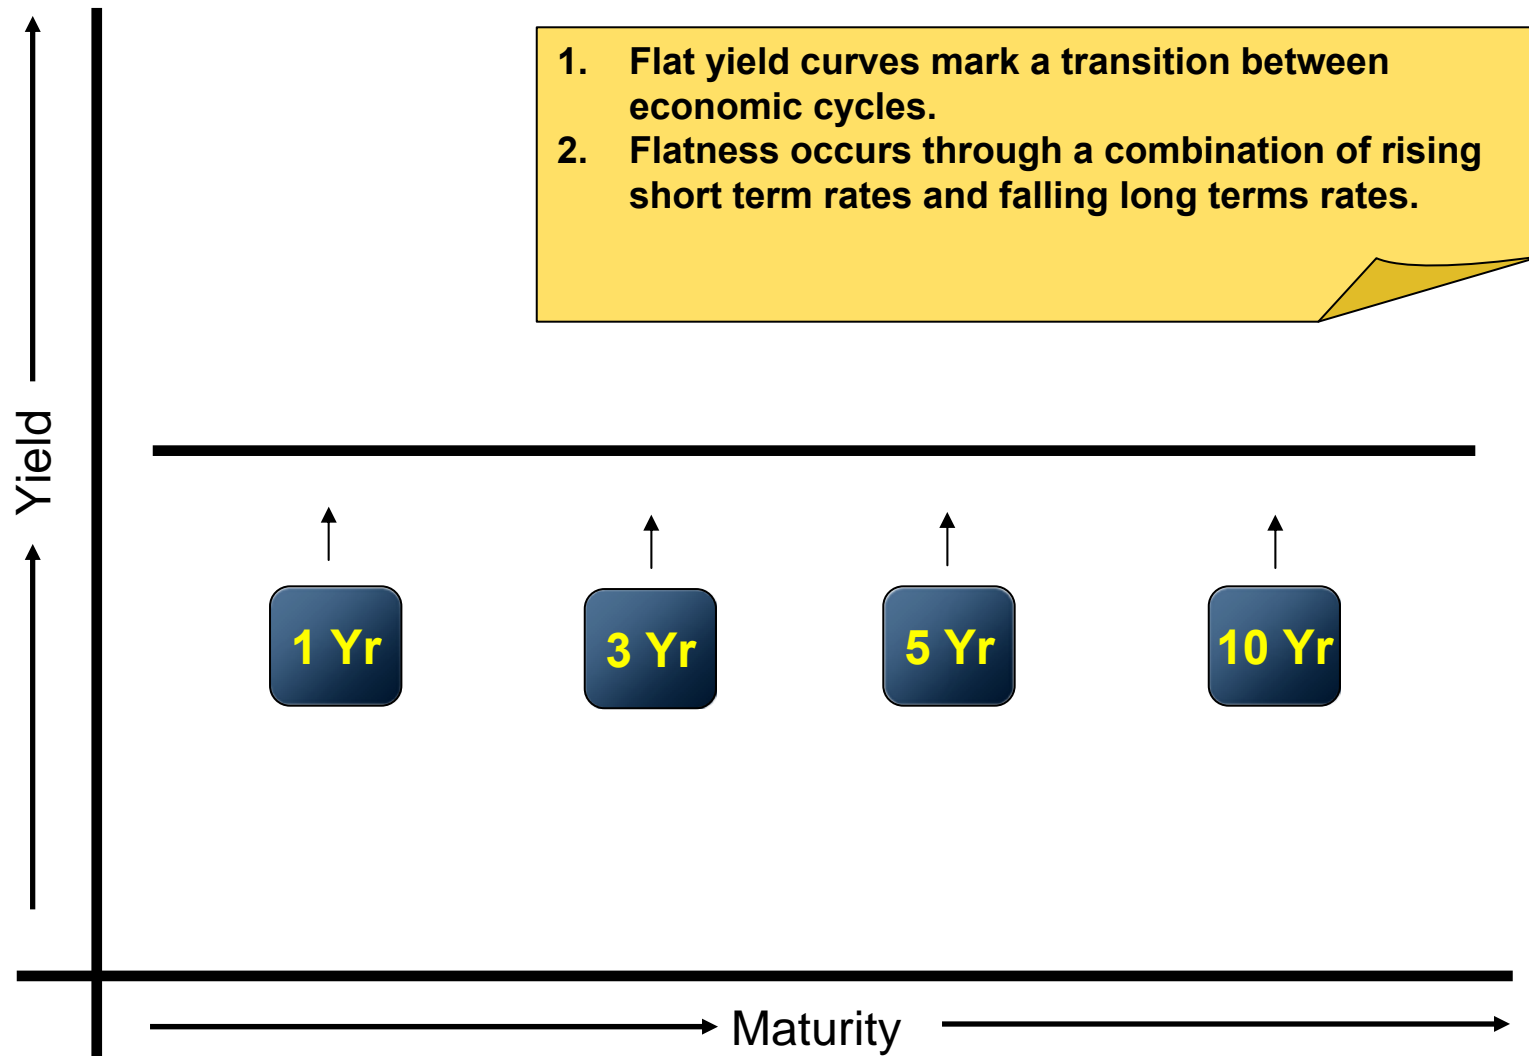 1. Flat yield curves mark a transition between
economic cycles.
2. Flatness occurs through a combination of rising
short term rates and falling long terms rates.
Yield
1 Yr
3 Yr
5 Yr
10 Yr
Maturity